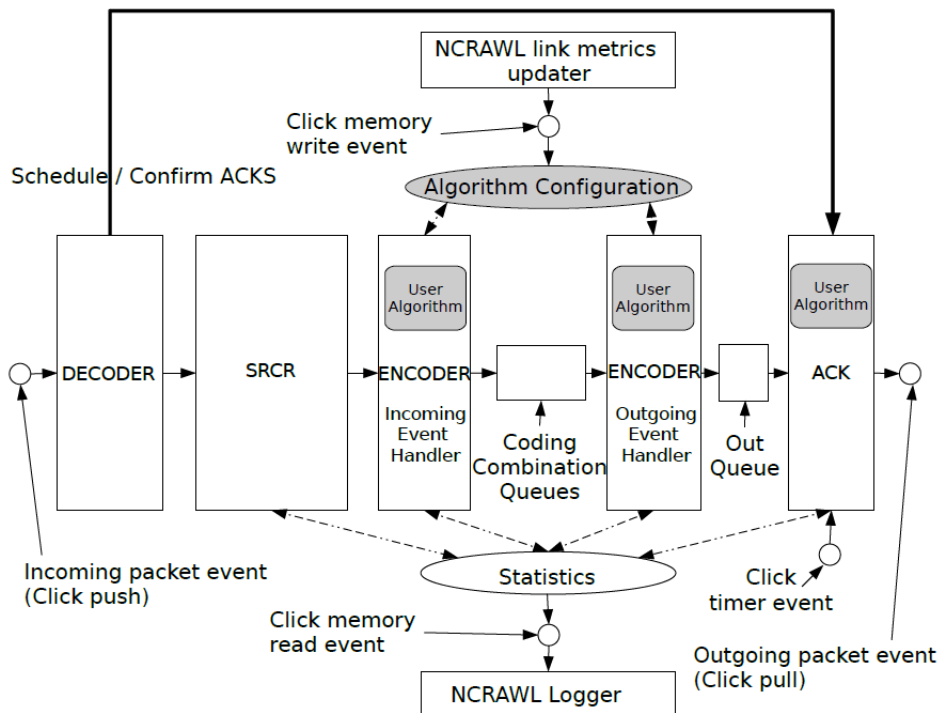 NCRAWL link metrics
updater
Click memory
write event
Schedule / Confirm ACKS
Algorithm Configuration
User
Algorithm
User
Algorithm
User
Algorithm
DECODER
SRCR
ENCODER
Incoming
Event
Handler
Coding
Combination
Queues
ENCODER
Outgoing
Event
Handler
Out
Queue
ACK
Incoming packet event
(Click push)
Statistics
Click
timer event
Click memory
read event
Outgoing packet event
(Click pull)
NCRAWL Logger